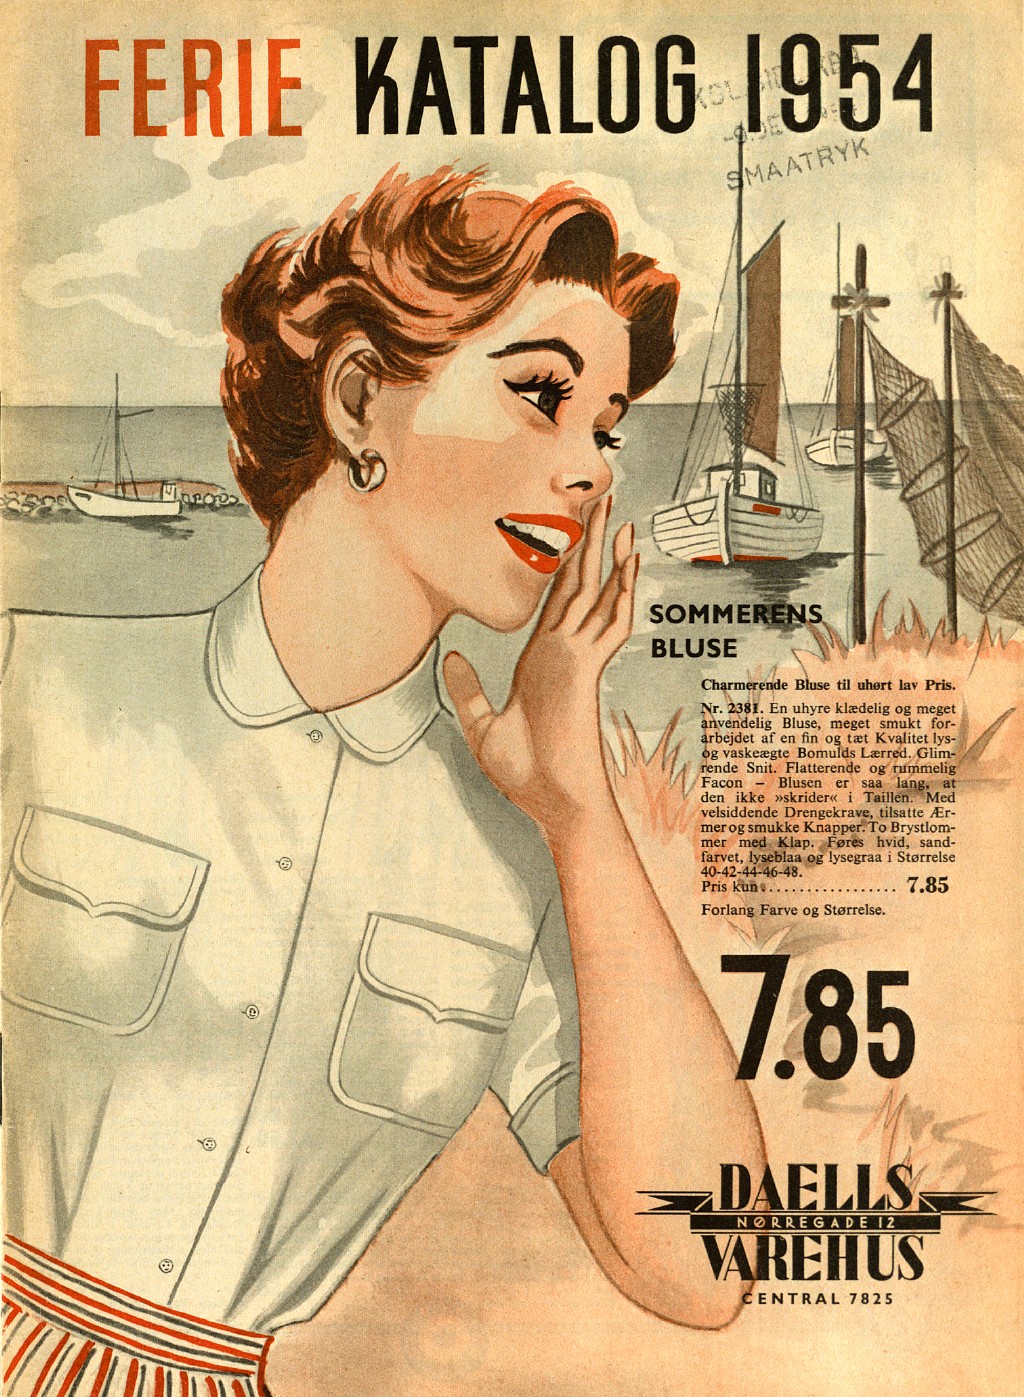 FERIE KATALOG 1954
SMAATRYK
SOMMERENS
BLUSE
Charmerende Bluse til uhørt lav Pris.
Nr. 2381. En uhyre klædelig og meget
anvendelig Bluse, meget smukt for-
arbejdet af en fin og tæt Kvalitet lys-
og vaskeægte Bomulds Lærred. Glim-
rende Snit. Flatterende og rummelig
Facon – Blusen er saa lang, at
den ikke »skrider« i Taillen. Med
velsiddende Drengekrave, tilsatte Ær-
mer og smukke Knapper. To Brystlom-
mer med Klap. Føres hvid, sand-
farvet, lyseblaa og lysegraa i Størrelse
40-42-44-46-48.
Pris kun.................. 7.85
Forlang Farve og Størrelse.
7.85
DAELLS
NØRREGADE 12
VAREHUS
CENTRAL 7825